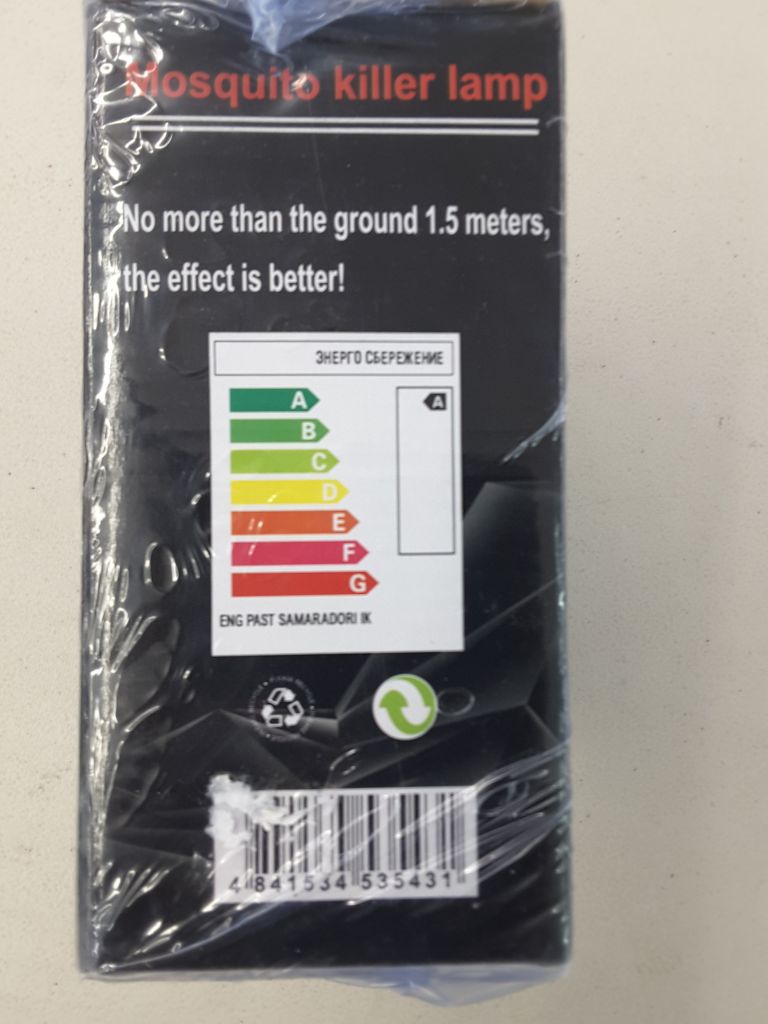 Mosquito killer lamp
No more than the ground 1.5 meters,
the effect is better!
ЭНЕРГО СБЕРЕЖЕНИЕ
A
A
B
C
D
E
F
G
ENG PAST SAMARADORI IK
4 841534 535431